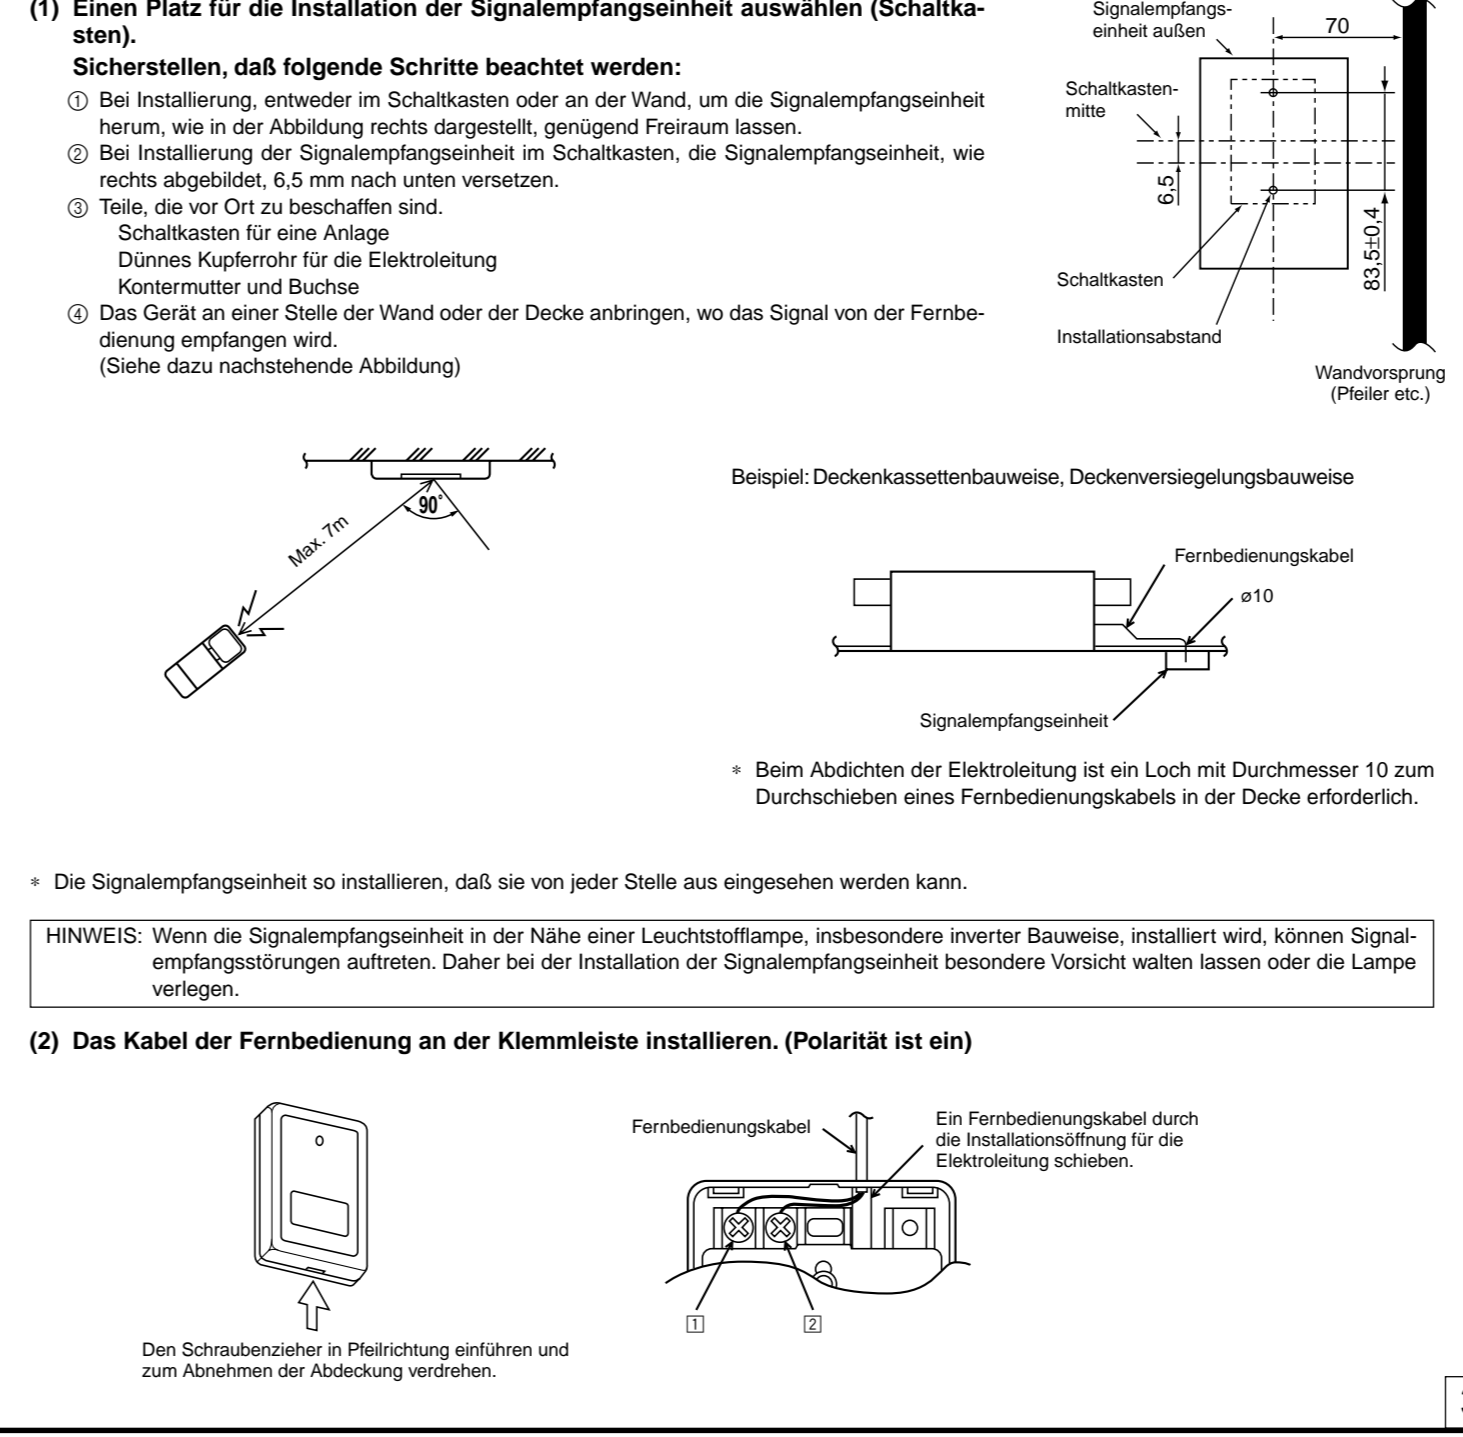 (1) Einen Platz für die Installation der Signalempfangseinheit auswählen (Schaltka-
sten).
Sicherstellen, daß folgende Schritte beachtet werden:
① Bei Installierung, entweder im Schaltkasten oder an der Wand, um die Signalempfangseinheit
herum, wie in der Abbildung rechts dargestellt, genügend Freiraum lassen.
② Bei Installierung der Signalempfangseinheit im Schaltkasten, die Signalempfangseinheit, wie
rechts abgebildet, 6,5 mm nach unten versetzen.
③ Teile, die vor Ort zu beschaffen sind.
Schaltkasten für eine Anlage
Dünnes Kupferrohr für die Elektroleitung
Kontermutter und Buchse
④ Das Gerät an einer Stelle der Wand oder der Decke anbringen, wo das Signal von der Fernbe-
dienung empfangen wird.
(Siehe dazu nachstehende Abbildung)
Signalempfangs-
einheit außen
70
Schaltkasten-
mitte
6,5
83,5±0,4
Schaltkasten
Installationsabstand
Wandvorsprung
(Pfeiler etc.)
90°
Max. 7m
Beispiel: Deckenkassettenbauweise, Deckenversiegelungsbauweise
Fernbedienungskabel
ø10
Signalempfangseinheit
* Beim Abdichten der Elektroleitung ist ein Loch mit Durchmesser 10 zum
Durchschieben eines Fernbedienungskabels in der Decke erforderlich.
* Die Signalempfangseinheit so installieren, daß sie von jeder Stelle aus eingesehen werden kann.
HINWEIS: Wenn die Signalempfangseinheit in der Nähe einer Leuchtstofflampe, insbesondere inverter Bauweise, installiert wird, können Signal-
empfangsstörungen auftreten. Daher bei der Installation der Signalempfangseinheit besondere Vorsicht walten lassen oder die Lampe
verlegen.
(2) Das Kabel der Fernbedienung an der Klemmleiste installieren. (Polarität ist ein)
Den Schraubenzieher in Pfeilrichtung einführen und
zum Abnehmen der Abdeckung verdrehen.
Fernbedienungskabel
Ein Fernbedienungskabel durch
die Installationsöffnung für die
Elektroleitung schieben.
1
2